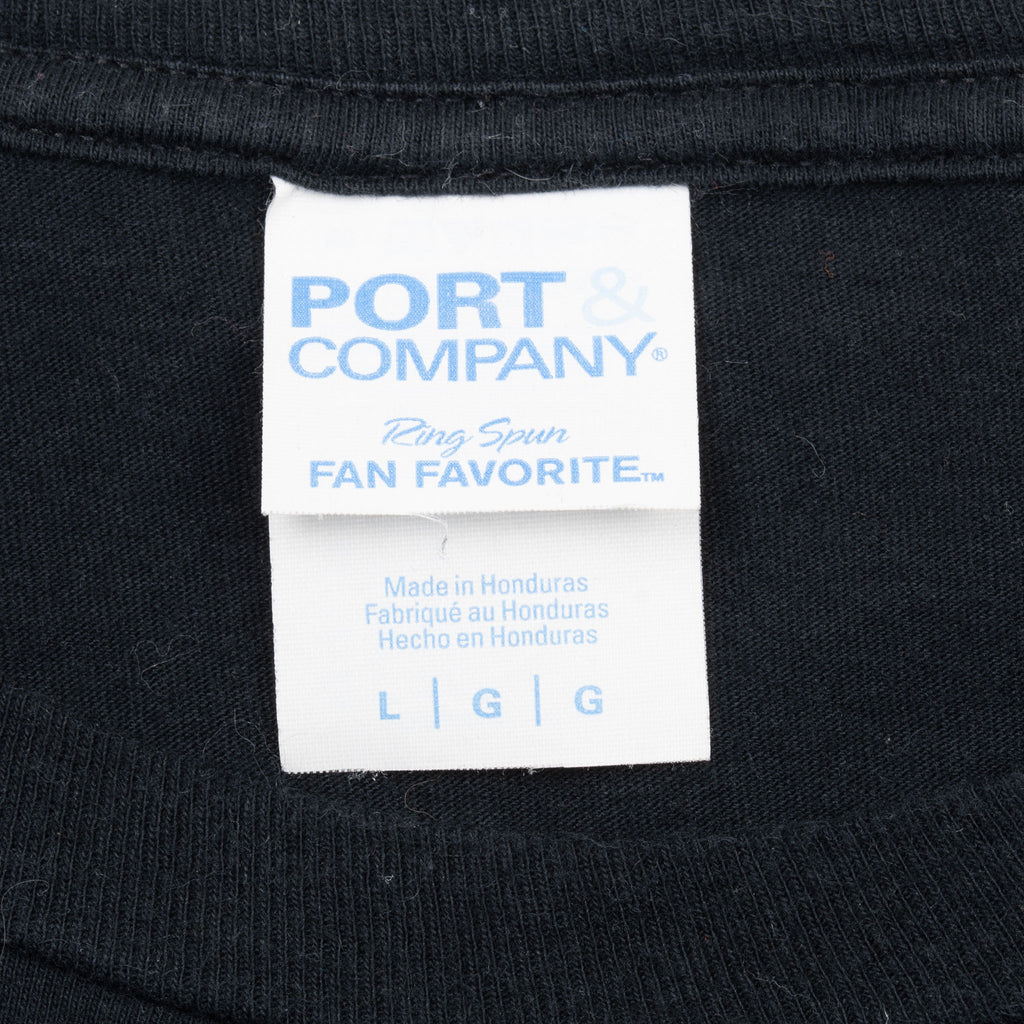 PORT &
COMPANY®
Ring Spun
FAN FAVORITE™
Made in Honduras
Fabriqué au Honduras
Hecho en Honduras
L | G | G